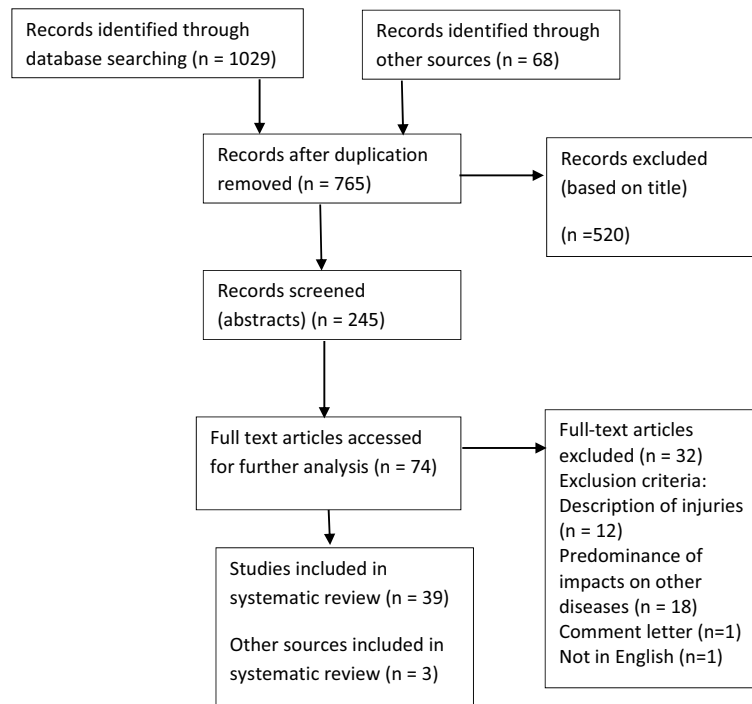 Records identified through
database searching (n = 1029)
Records identified through
other sources (n = 68)
Records after duplication
removed (n = 765)
Records excluded
(based on title)
(n =520)
Records screened
(abstracts) (n = 245)
Full text articles accessed
for further analysis (n = 74)
Full-text articles
excluded (n = 32)
Exclusion criteria:
Description of injuries
(n = 12)
Predominance of
impacts on other
diseases (n = 18)
Comment letter (n=1)
Not in English (n=1)
Studies included in
systematic review (n = 39)
Other sources included in
systematic review (n = 3)